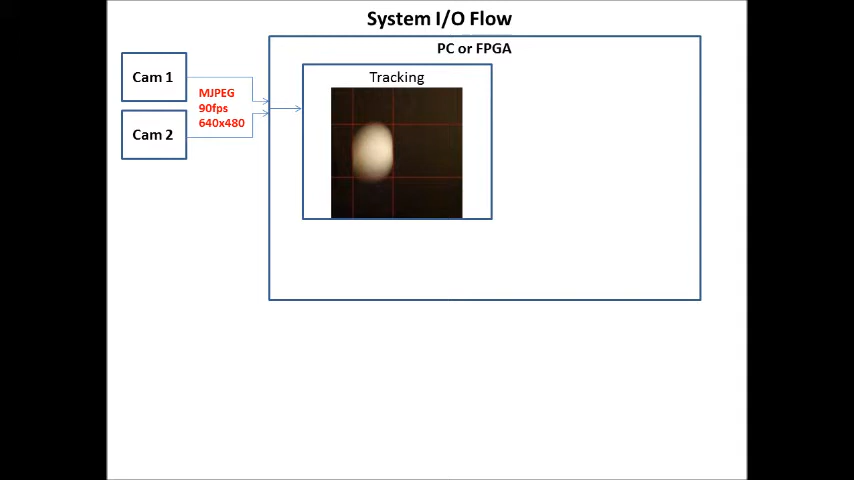 System I/O Flow
PC or FPGA
Cam 1
Tracking
MJPEG
90fps
640x480
Cam 2